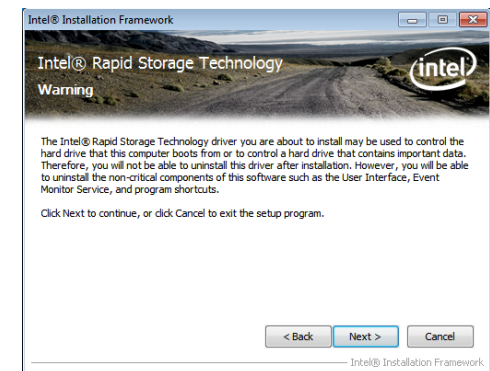 Intel® Installation Framework
Intel® Rapid Storage Technology
Warning
intel
The Intel® Rapid Storage Technology driver you are about to install may be used to control the
hard drive that this computer boots from or to control a hard drive that contains important data.
Therefore, you will not be able to uninstall this driver after installation. However, you will be able
to uninstall the non-critical components of this software such as the User Interface, Event
Monitor Service, and program shortcuts.
Click Next to continue, or click Cancel to exit the setup program.
< Back Next > Cancel
Intel® Installation Framework